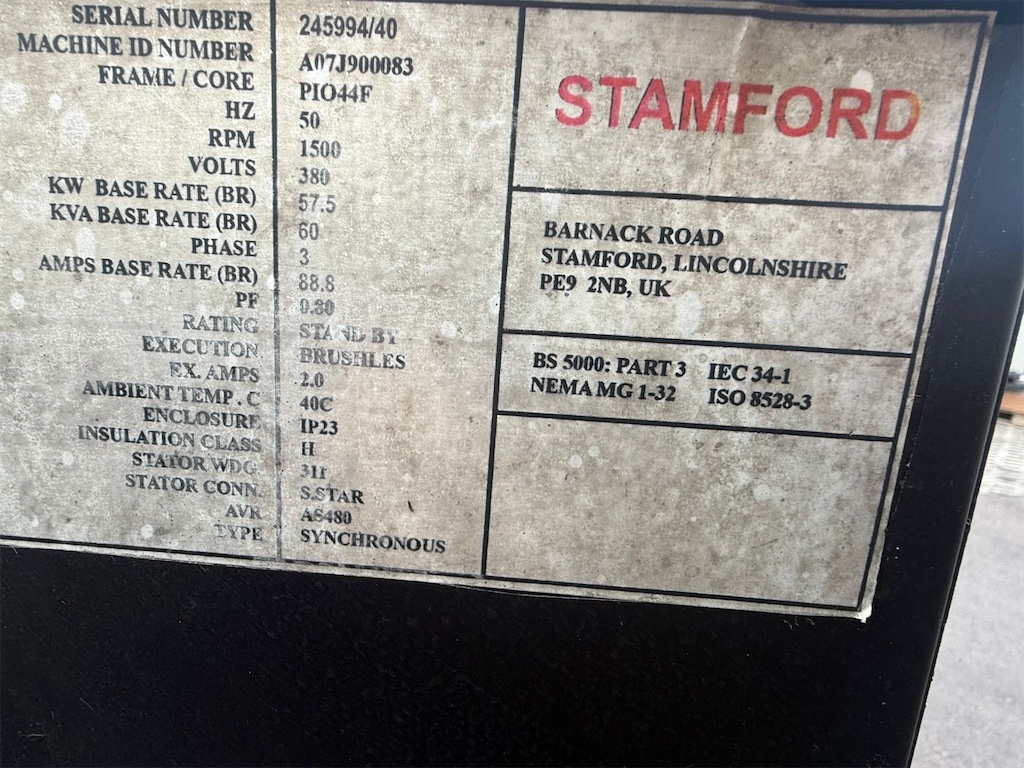 SERIAL NUMBER 245994/40
MACHINE ID NUMBER A07J900083
FRAME / CORE PIO44F
HZ 50
RPM 1500
VOLTS 380
KW BASE RATE (BR) 57.5
KVA BASE RATE (BR) 60
PHASE 3
AMPS BASE RATE (BR) 88.8
PF 0.80
RATING STAND BY
EXECUTION BRUSHLES
EX. AMPS 2.0
AMBIENT TEMP. C 40C
ENCLOSURE IP23
INSULATION CLASS H
STATOR WDG. 311
STATOR CONN. S.STAR
AVR AS480
TYPE SYNCHRONOUS
STAMFORD
BARNACK ROAD
STAMFORD, LINCOLNSHIRE
PE9 2NB, UK
BS 5000: PART 3 IEC 34-1
NEMA MG 1-32 ISO 8528-3